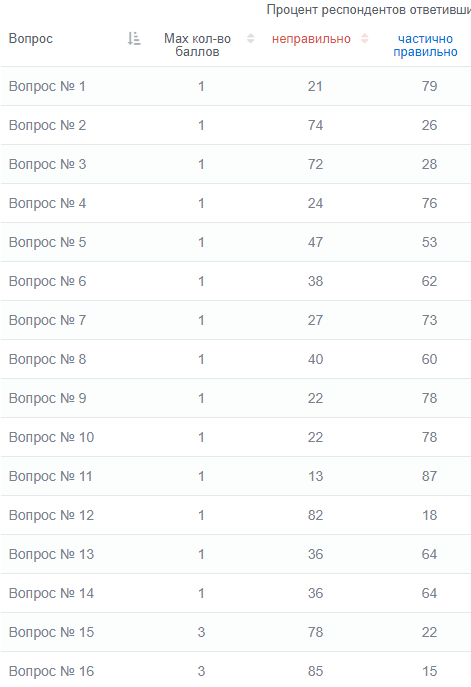 Процент респондентов ответивши
Вопрос Max кол-во баллов неправильно частично правильно
Вопрос № 1 1 21 79
Вопрос № 2 1 74 26
Вопрос № 3 1 72 28
Вопрос № 4 1 24 76
Вопрос № 5 1 47 53
Вопрос № 6 1 38 62
Вопрос № 7 1 27 73
Вопрос № 8 1 40 60
Вопрос № 9 1 22 78
Вопрос № 10 1 22 78
Вопрос № 11 1 13 87
Вопрос № 12 1 82 18
Вопрос № 13 1 36 64
Вопрос № 14 1 36 64
Вопрос № 15 3 78 22
Вопрос № 16 3 85 15